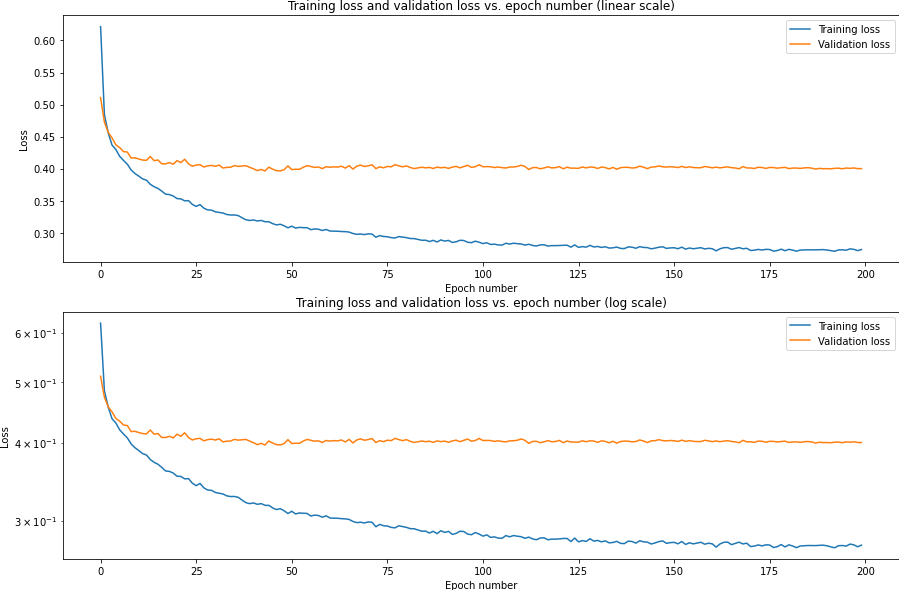 Training loss and validation loss vs. epoch number (linear scale)
Training loss
Validation loss
0.60
0.55
0.50
0.45
0.40
0.35
0.30
Loss
0 25 50 75 100 125 150 175 200
Epoch number
Training loss and validation loss vs. epoch number (log scale)
Training loss
Validation loss
6 × 10⁻¹
5 × 10⁻¹
4 × 10⁻¹
3 × 10⁻¹
Loss
0 25 50 75 100 125 150 175 200
Epoch number